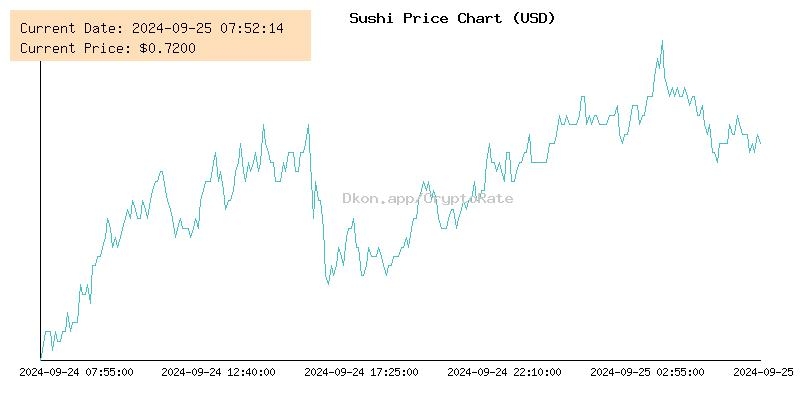 Sushi Price Chart (USD)
Current Date: 2024-09-25 07:52:14
Current Price: $0.7200
Dkon.app/CryptoRate
2024-09-24 07:55:00 2024-09-24 12:40:00 2024-09-24 17:25:00 2024-09-24 22:10:00 2024-09-25 02:55:00 2024-09-25